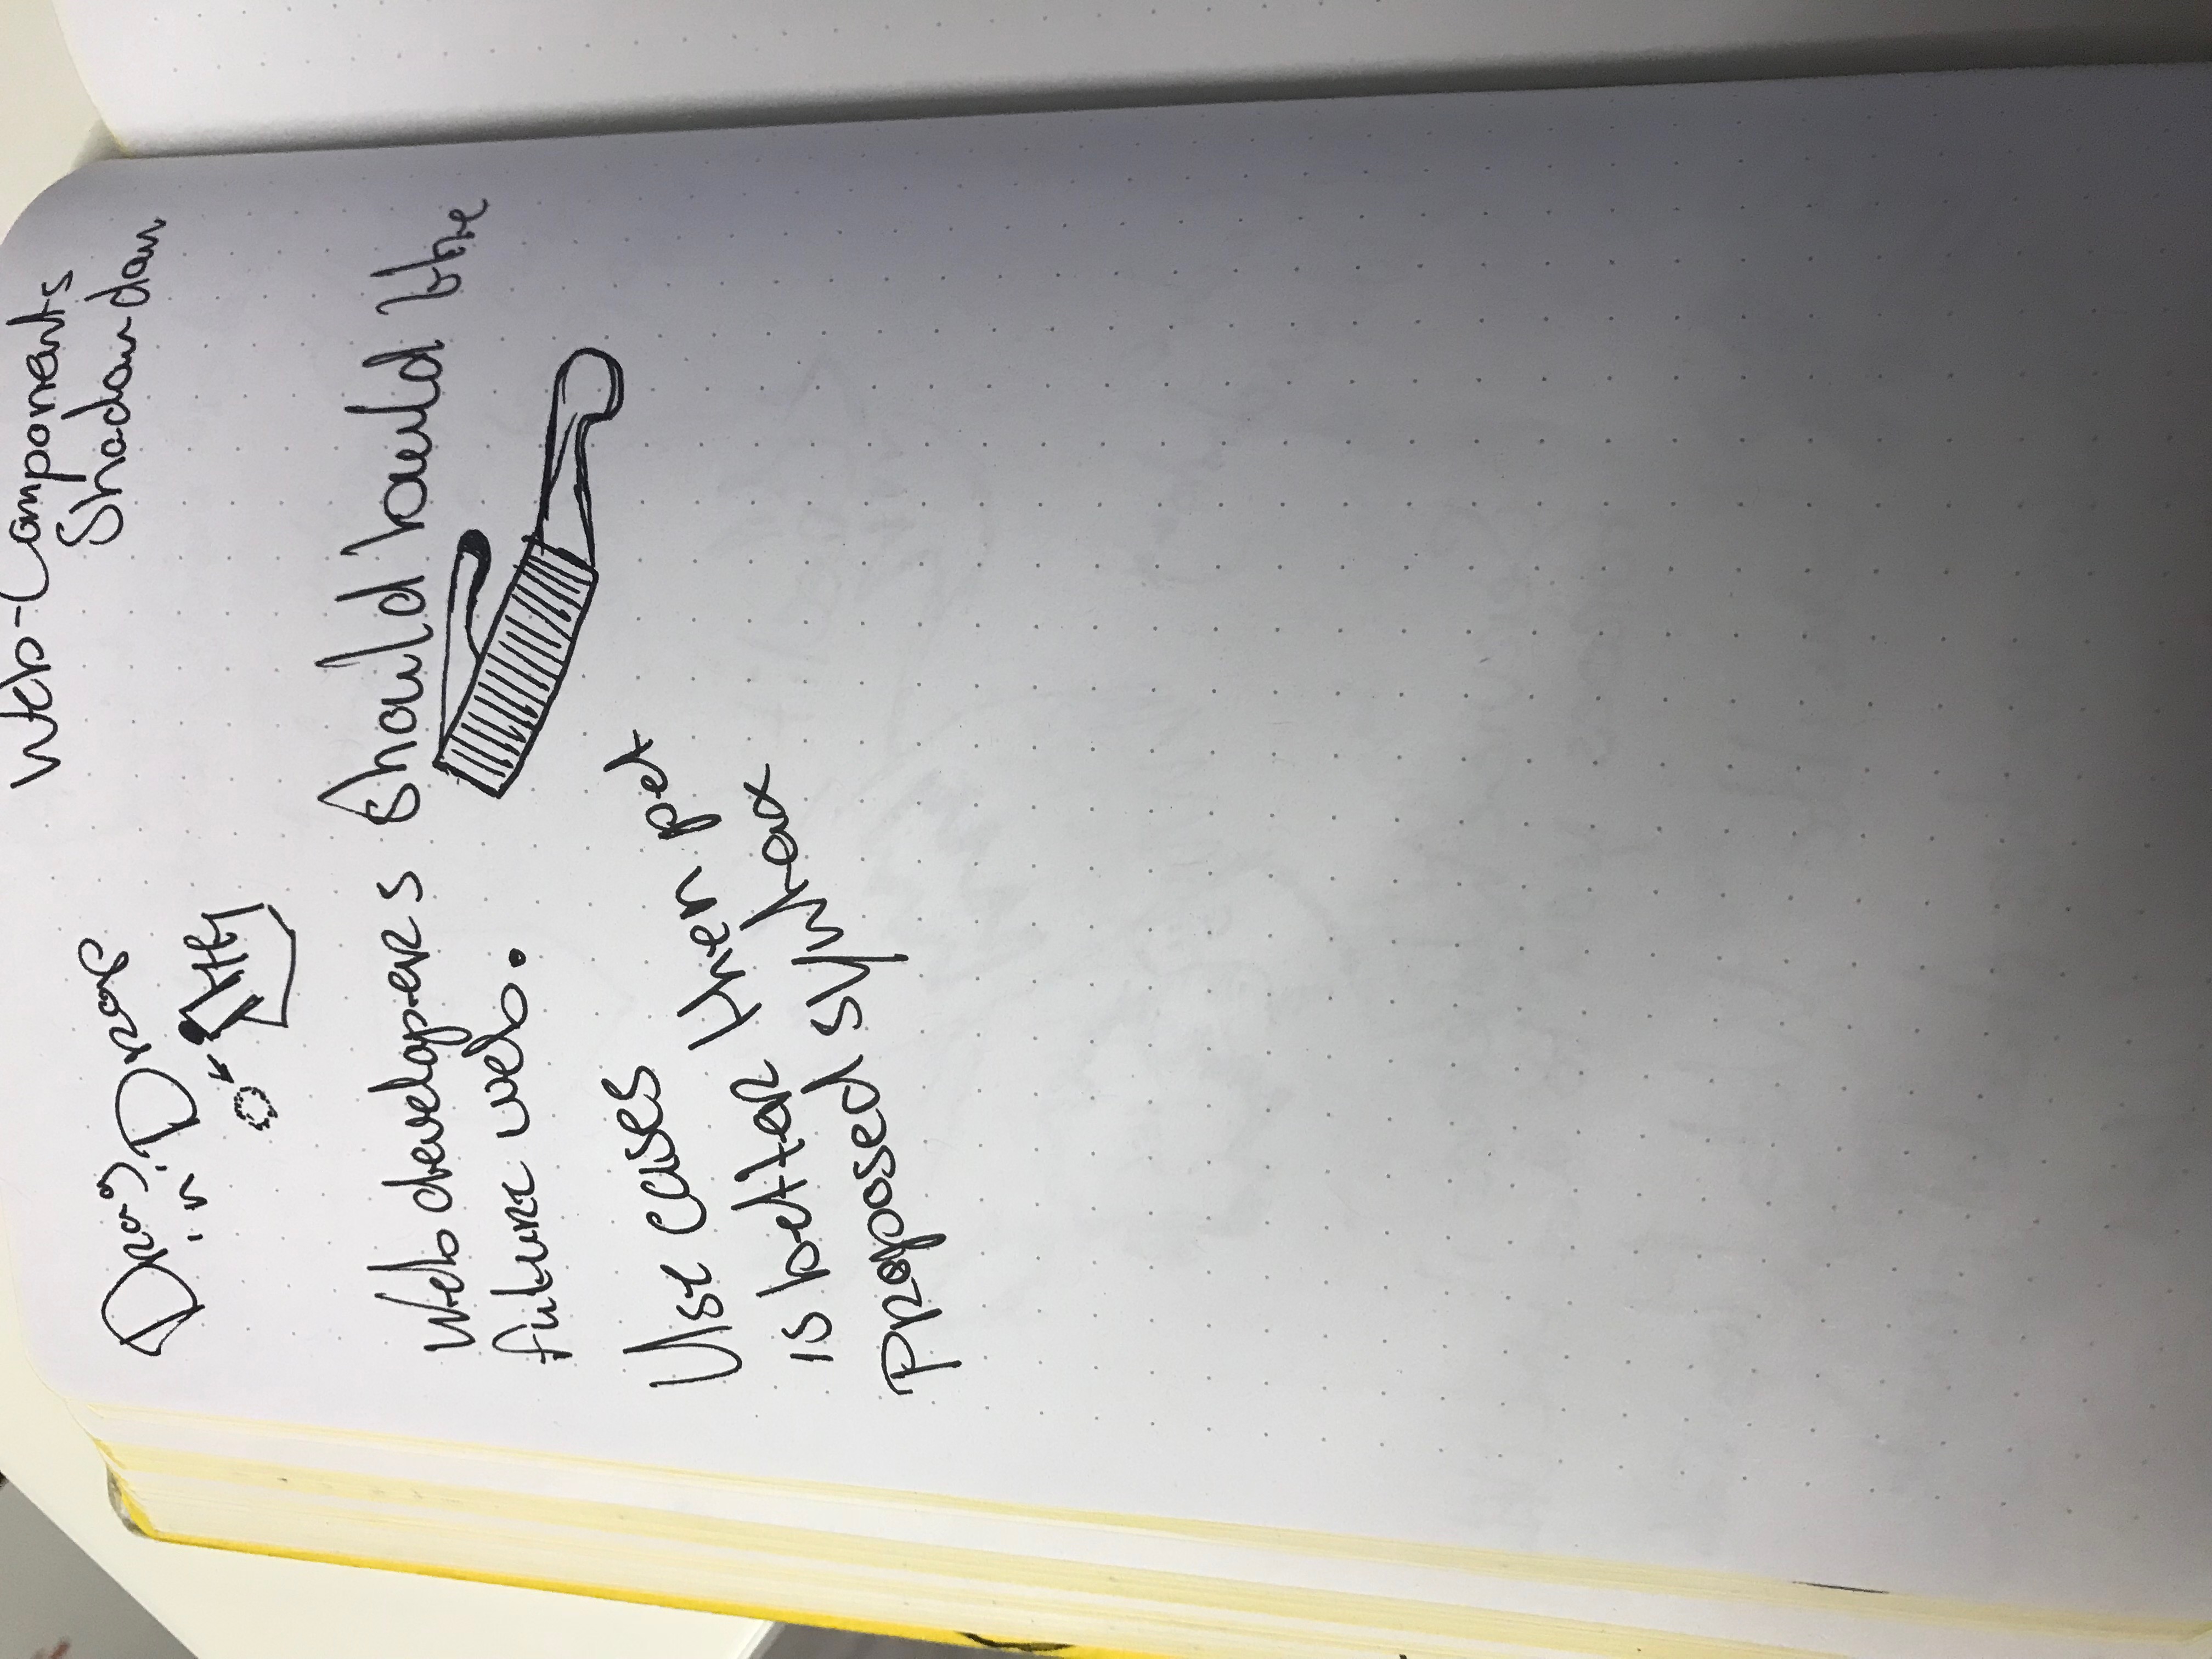 Drag
'n' Drop
Web-Components
Shadow dom
Web developers should build the
future web.
Use cases
is better then pet
Proposed syntax